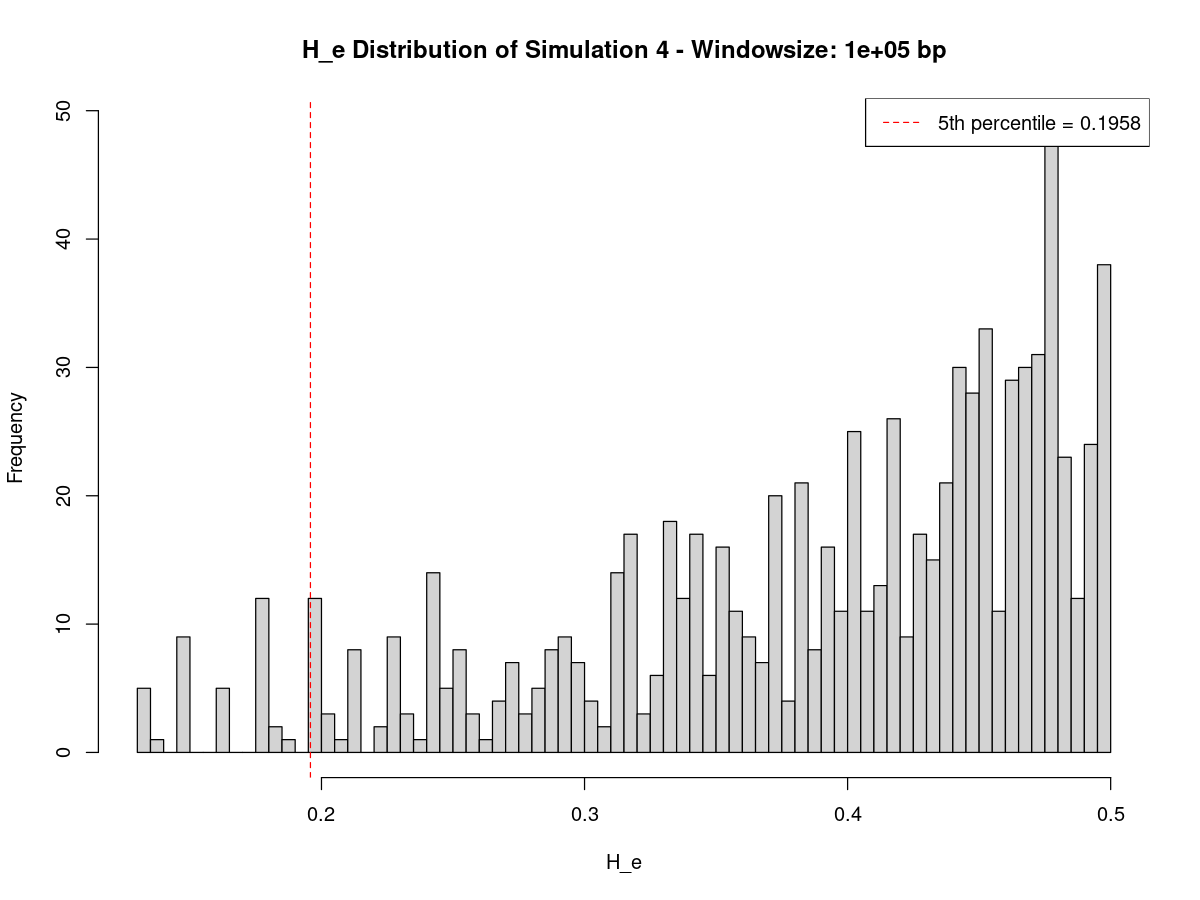 H_e Distribution of Simulation 4 - Windowsize: 1e+05 bp
5th percentile = 0.1958
50
40
30
20
10
0
Frequency
0.2
0.3
0.4
0.5
H_e